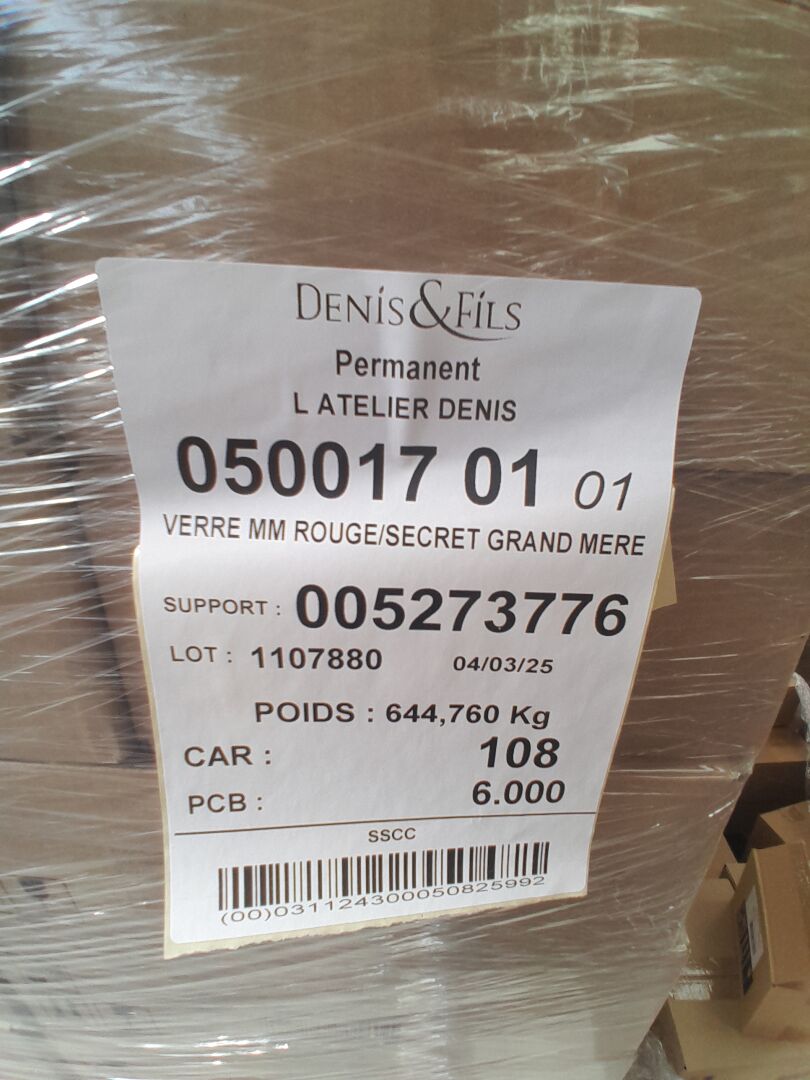 DENIS&FILS
Permanent
L ATELIER DENIS
050017 01 01
VERRE MM ROUGE/SECRET GRAND MERE
SUPPORT : 005273776
LOT : 1107880 04/03/25
POIDS : 644,760 Kg
CAR : 108
PCB : 6.000
SSCC
(00)031124300050825992